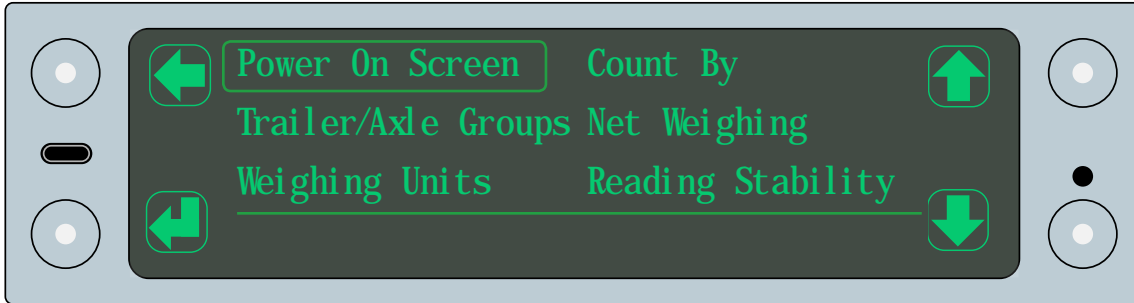 Power On Screen Count By
Trailer/Axle Groups Net Weighing
Weighing Units Reading Stability